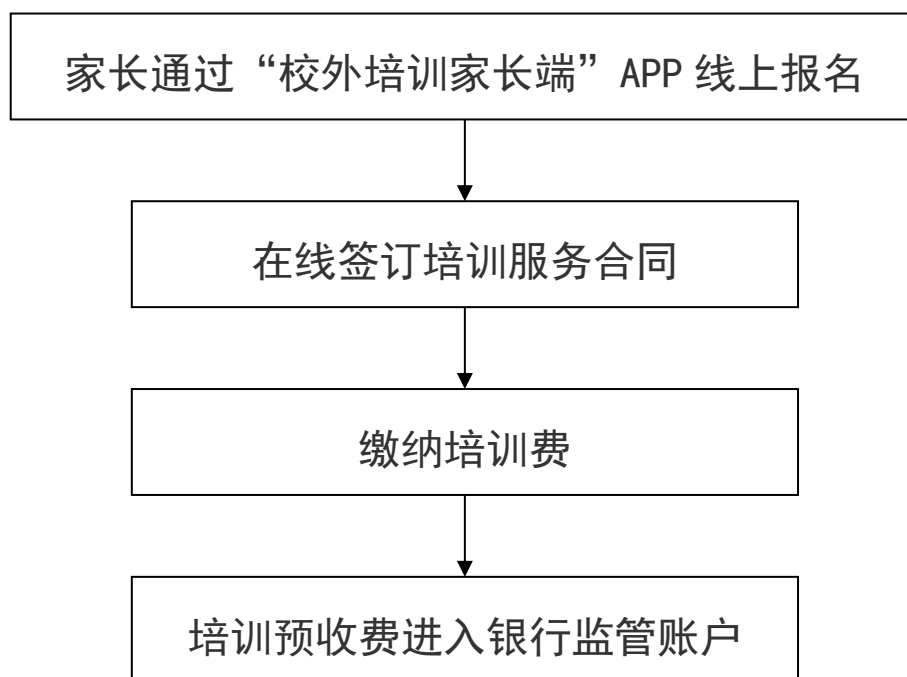 家长通过“校外培训家长端”APP 线上报名
在线签订培训服务合同
缴纳培训费
培训预收费进入银行监管账户